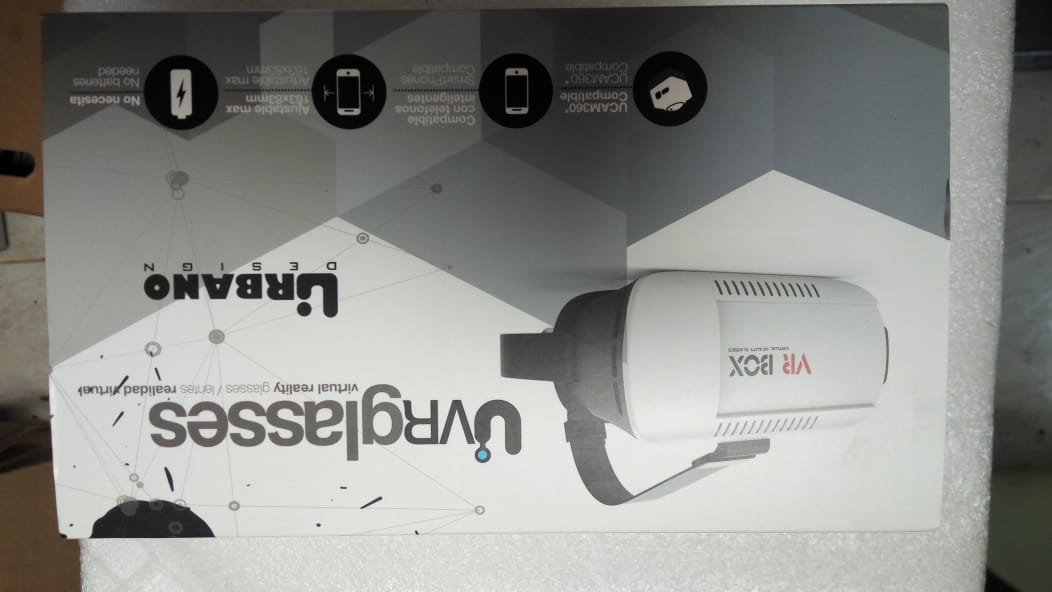 UVRglasses
virtual reality glasses / lentes realidad virtual
VR BOX
VIRTUAL REALITY GLASSES
URBANO
DESIGN
UCAM360°
Compatible
UCAM360°
Compatible
Compatible
con teléfonos
inteligentes
SmartPhones
Compatible
Ajustable max
163x83mm
Adjustable max
163x83mm
No necesita
No batteries
needed